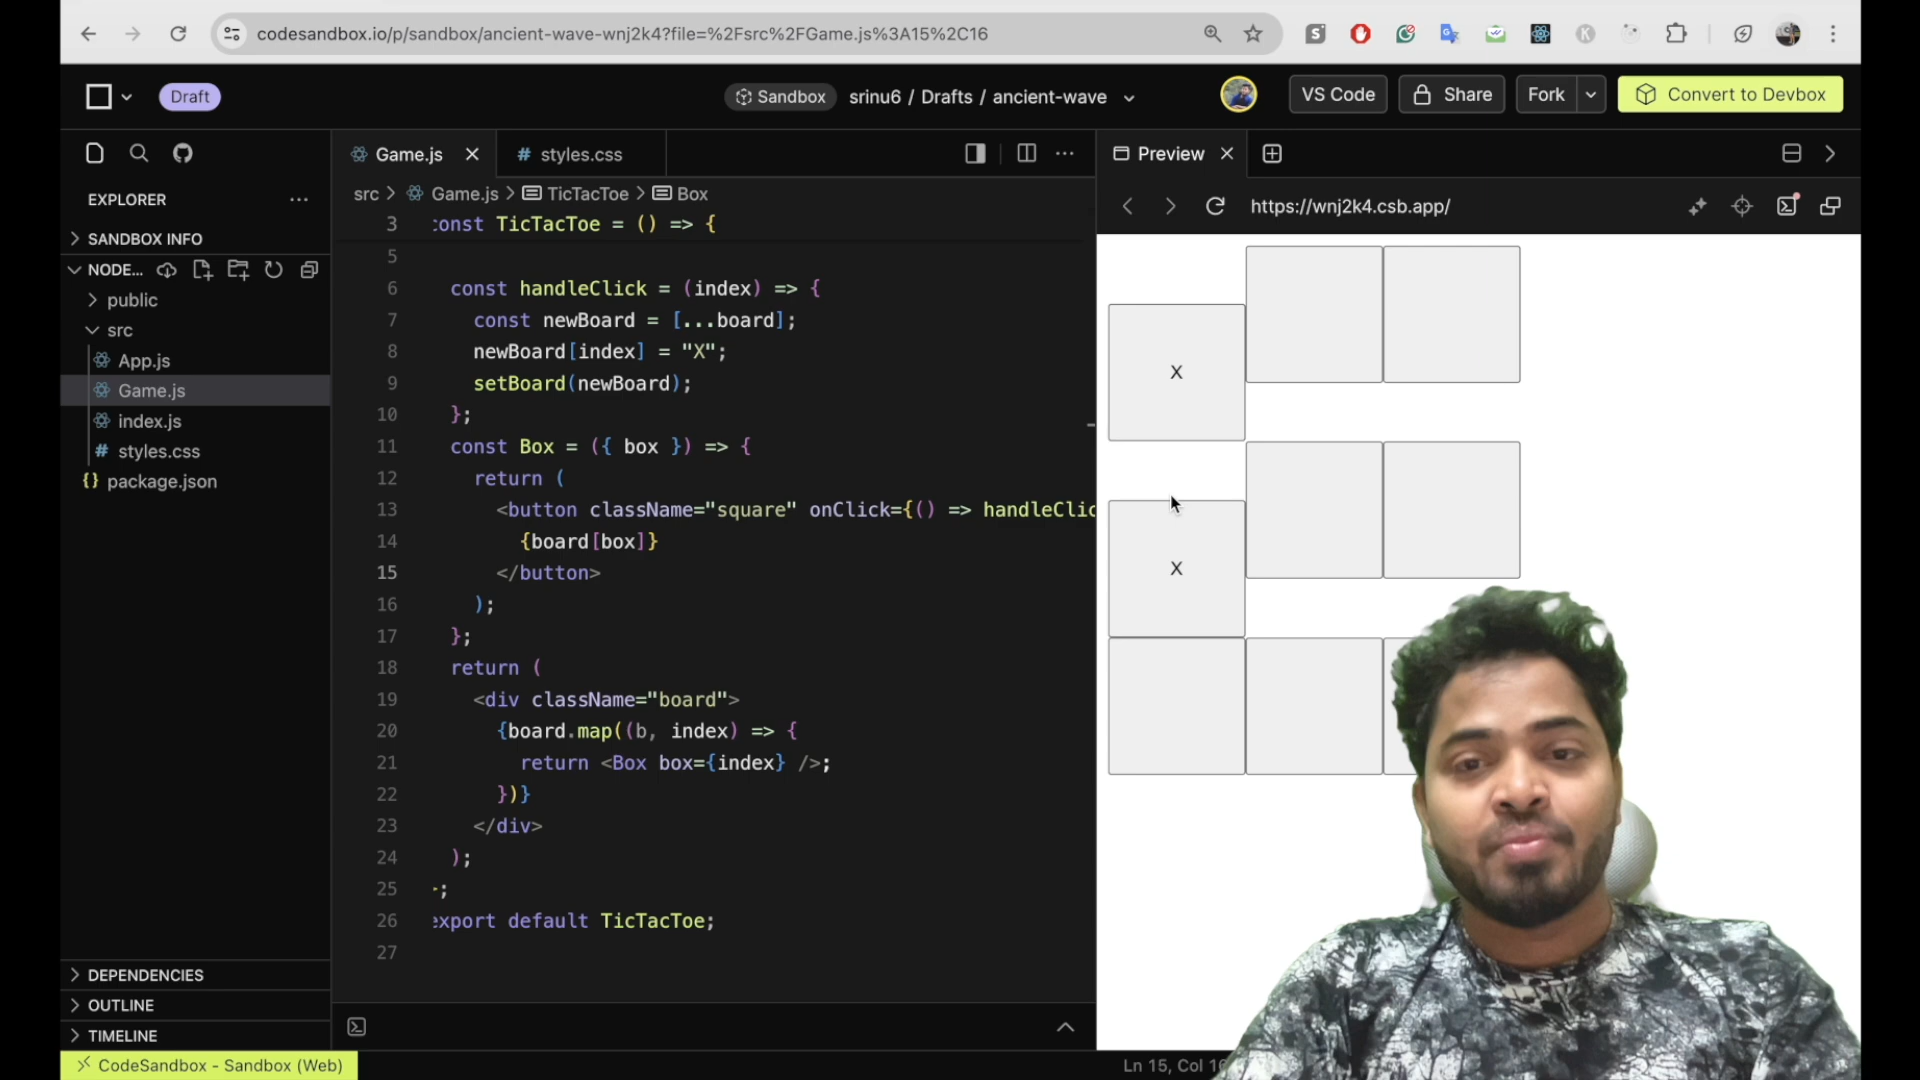 codesandbox.io/p/sandbox/ancient-wave-wnj2k4?file=%2Fsrc%2FGame.js%3A15%2C16
Draft
Sandbox
srinu6 / Drafts / ancient-wave
VS Code
Share
Fork
Convert to Devbox
Game.js
# styles.css
Preview
EXPLORER
src > Game.js > TicTacToe > Box
https://wnj2k4.csb.app/
SANDBOX INFO
NODE...
public
src
App.js
Game.js
index.js
# styles.css
{} package.json
DEPENDENCIES
OUTLINE
TIMELINE
CodeSandbox - Sandbox (Web)
3 const TicTacToe = () => {
5
6 const handleClick = (index) => {
7 const newBoard = [...board];
8 newBoard[index] = "X";
9 setBoard(newBoard);
10 };
11 const Box = ({ box }) => {
12 return (
13 <button className="square" onClick={() => handleClic
14 {board[box]}
15 </button>
16 );
17 };
18 return (
19 <div className="board">
20 {board.map((b, index) => {
21 return <Box box={index} />;
22 })}
23 </div>
24 );
25 ;
26 export default TicTacToe;
27
X
X
Ln 15, Col 1